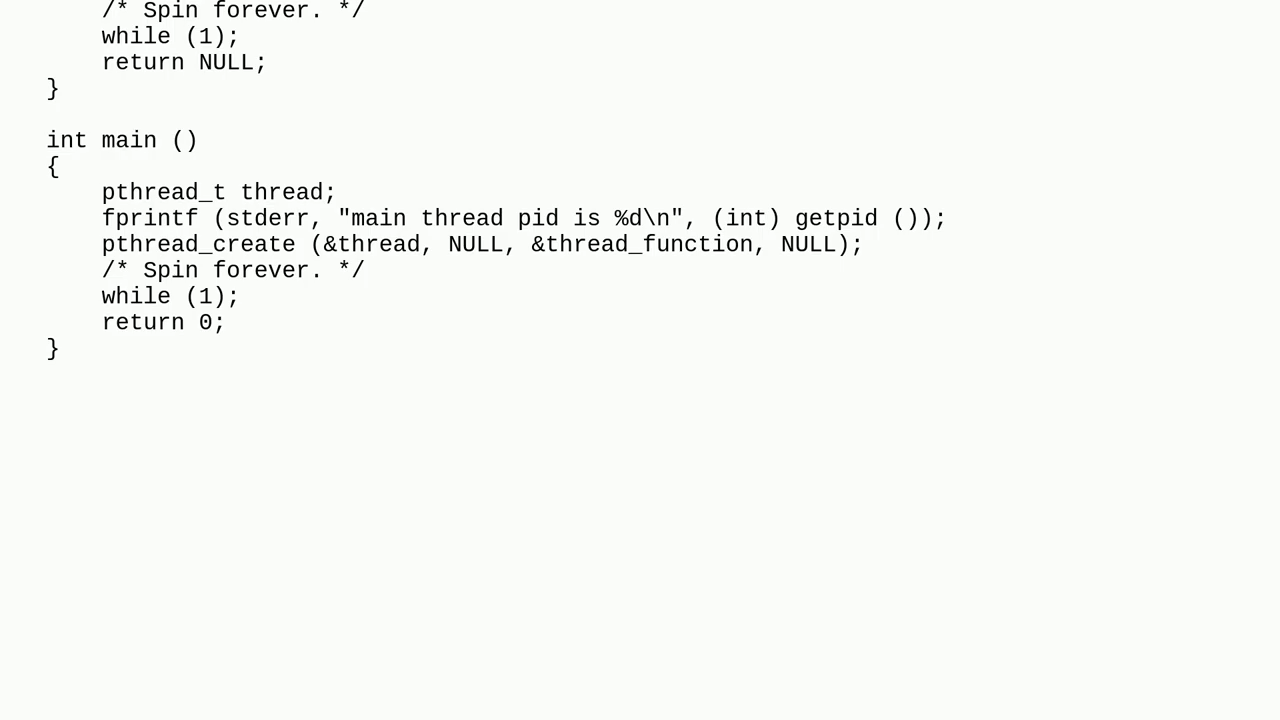 /* Spin forever. */
while (1);
return NULL;
}
int main ()
{
pthread_t thread;
fprintf (stderr, "main thread pid is %d\n", (int) getpid ());
pthread_create (&thread, NULL, &thread_function, NULL);
/* Spin forever. */
while (1);
return 0;
}